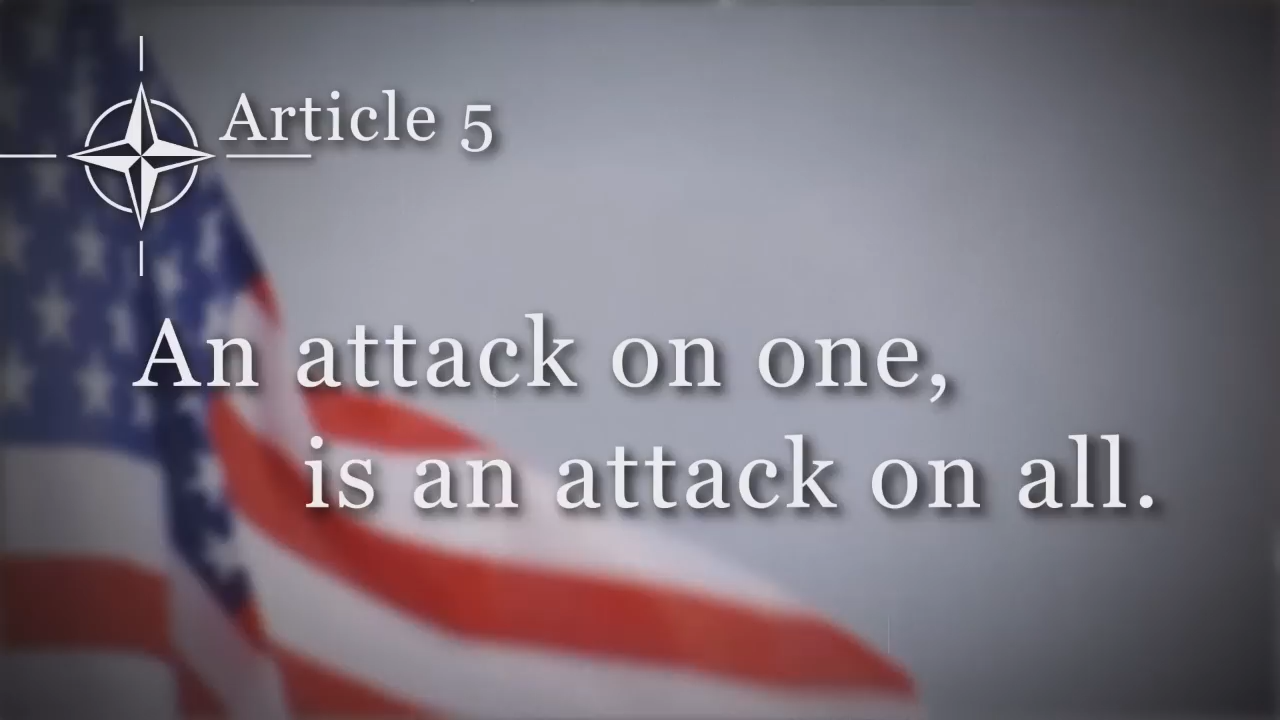 Article 5
An attack on one,
is an attack on all.